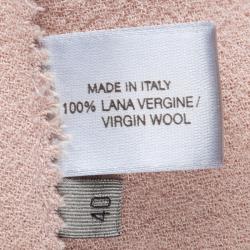 MADE IN ITALY
100% LANA VERGINE/
VIRGIN WOOL
40